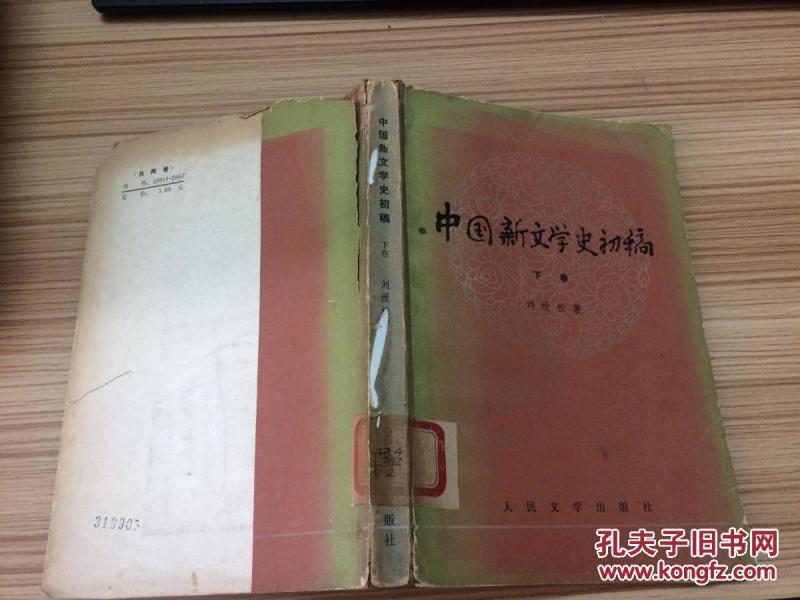 (共两卷)
书 号:10019·2862
定 价: 1.60 元
319903
中国新文学史初稿
下卷
刘绶松
版社
中国新文学史初稿
下 卷
刘绶松著
人民文学出版社
孔夫子旧书网
www.kongfz.com